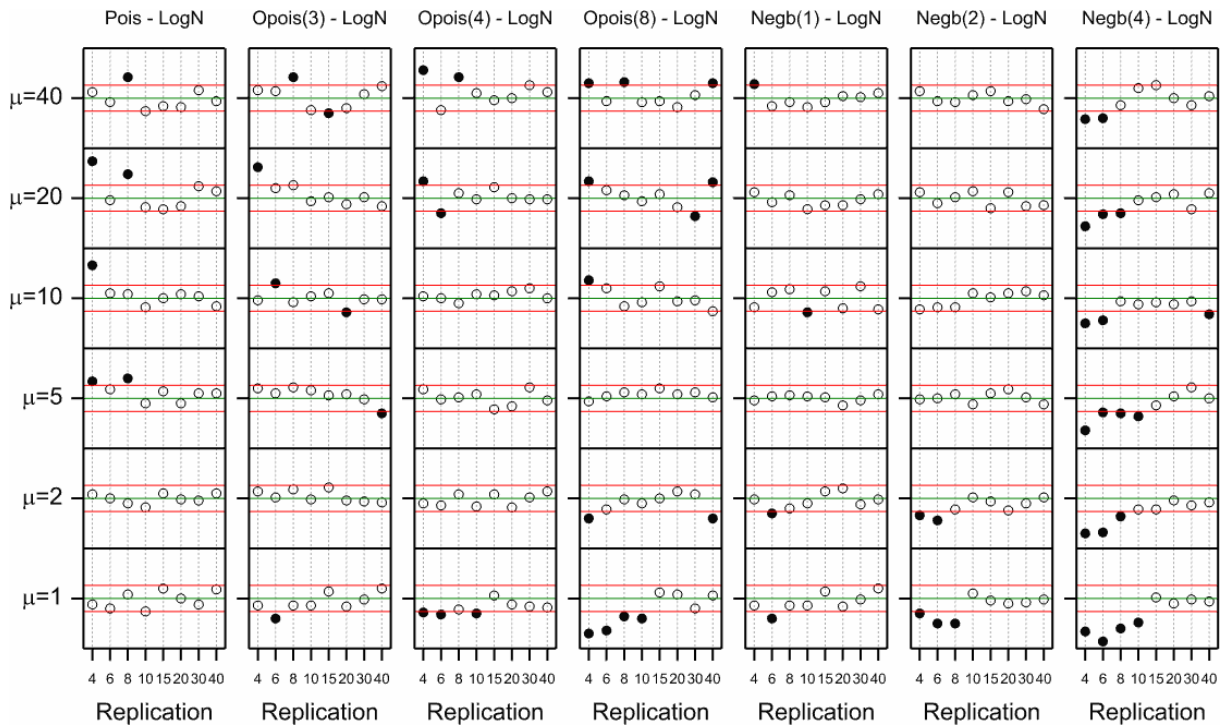 Pois - LogN Opois(3) - LogN Opois(4) - LogN Opois(8) - LogN Negb(1) - LogN Negb(2) - LogN Negb(4) - LogN
μ=40
μ=20
μ=10
μ=5
μ=2
μ=1
4 6 8 10 15 20 30 40 4 6 8 10 15 20 30 40 4 6 8 10 15 20 30 40 4 6 8 10 15 20 30 40 4 6 8 10 15 20 30 40 4 6 8 10 15 20 30 40 4 6 8 10 15 20 30 40
Replication Replication Replication Replication Replication Replication Replication